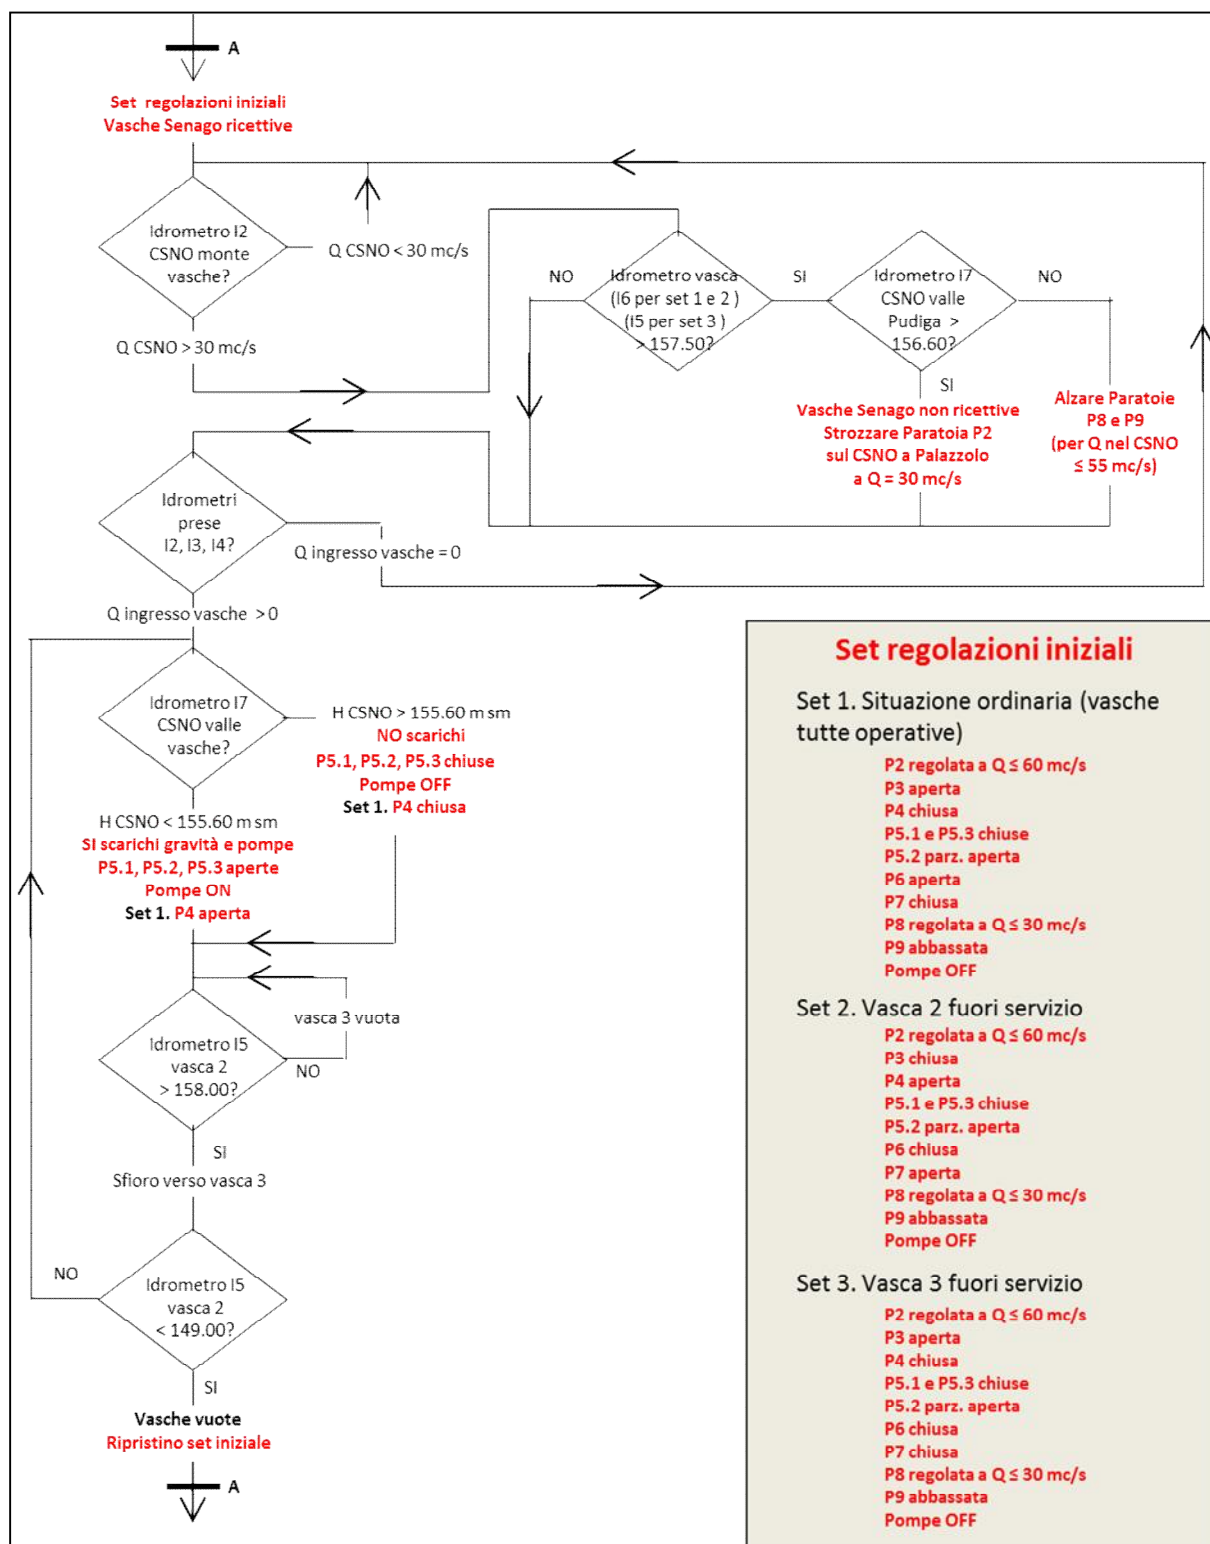 A
Set regolazioni iniziali
Vasche Senago ricettive
Idrometro I2
CSNO monte
vasche?
Q CSNO < 30 mc/s
Q CSNO > 30 mc/s
NO
Idrometro vasca
(I6 per set 1 e 2 )
(I5 per set 3 )
> 157.50?
SI
Idrometro I7
CSNO valle
Pudiga >
156.60?
NO
SI
Vasche Senago non ricettive
Strozzare Paratoia P2
sul CSNO a Palazzolo
a Q = 30 mc/s
Alzare Paratoie
P8 e P9
(per Q nel CSNO
≤ 55 mc/s)
Idrometri
prese
I2, I3, I4?
Q ingresso vasche = 0
Q ingresso vasche > 0
Idrometro I7
CSNO valle
vasche?
H CSNO > 155.60 m sm
NO scarichi
P5.1, P5.2, P5.3 chiuse
Pompe OFF
Set 1. P4 chiusa
H CSNO < 155.60 m sm
SI scarichi gravità e pompe
P5.1, P5.2, P5.3 aperte
Pompe ON
Set 1. P4 aperta
vasca 3 vuota
Idrometro I5
vasca 2
> 158.00?
NO
SI
Sfioro verso vasca 3
NO
Idrometro I5
vasca 2
< 149.00?
SI
Vasche vuote
Ripristino set iniziale
A
Set regolazioni iniziali
Set 1. Situazione ordinaria (vasche
tutte operative)
P2 regolata a Q ≤ 60 mc/s
P3 aperta
P4 chiusa
P5.1 e P5.3 chiuse
P5.2 parz. aperta
P6 aperta
P7 chiusa
P8 regolata a Q ≤ 30 mc/s
P9 abbassata
Pompe OFF
Set 2. Vasca 2 fuori servizio
P2 regolata a Q ≤ 60 mc/s
P3 chiusa
P4 aperta
P5.1 e P5.3 chiuse
P5.2 parz. aperta
P6 chiusa
P7 aperta
P8 regolata a Q ≤ 30 mc/s
P9 abbassata
Pompe OFF
Set 3. Vasca 3 fuori servizio
P2 regolata a Q ≤ 60 mc/s
P3 aperta
P4 chiusa
P5.1 e P5.3 chiuse
P5.2 parz. aperta
P6 chiusa
P7 chiusa
P8 regolata a Q ≤ 30 mc/s
P9 abbassata
Pompe OFF